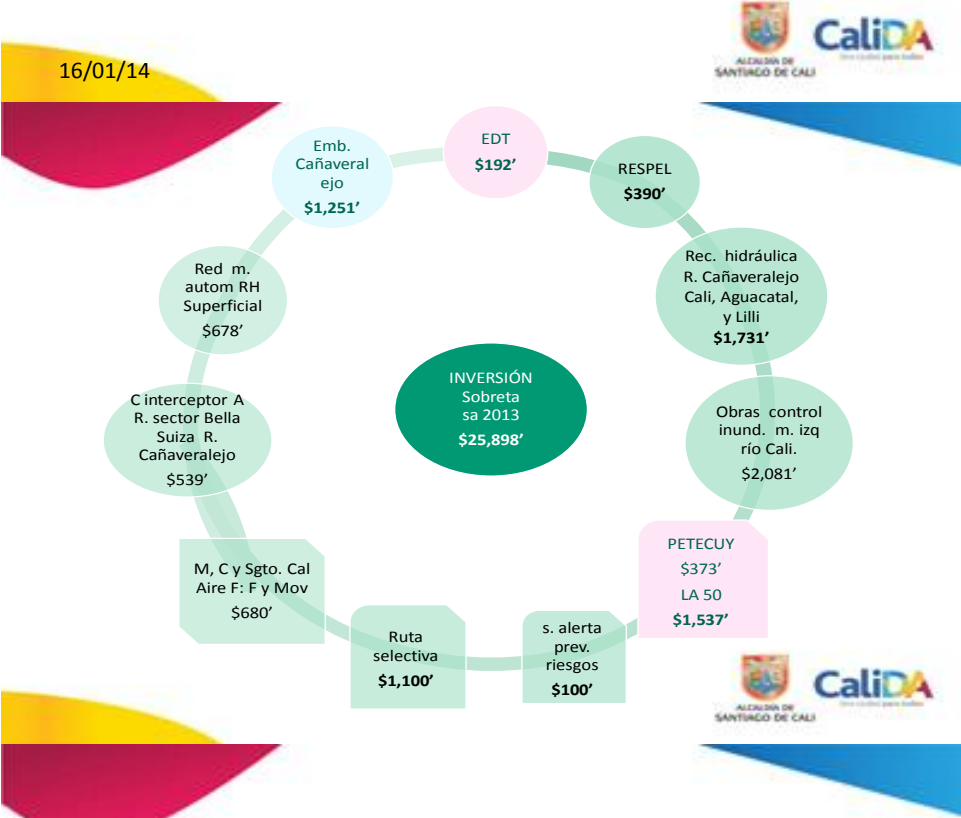 16/01/14
ALCALDÍA DE
SANTIAGO DE CALI
CaliDA
EDT
$192’
RESPEL
$390’
Rec. hidráulica
R. Cañaveralejo
Cali, Aguacatal,
y Lilli
$1,731’
Obras control
inund. m. izq
río Cali.
$2,081’
PETECUY
$373’
LA 50
$1,537’
s. alerta
prev.
riesgos
$100’
Ruta
selectiva
$1,100’
M, C y Sgto. Cal
Aire F: F y Mov
$680’
C interceptor A
R. sector Bella
Suiza R.
Cañaveralejo
$539’
Red m.
autom RH
Superficial
$678’
Emb.
Cañaveral
ejo
$1,251’
INVERSIÓN
Sobreta
sa 2013
$25,898’
ALCALDÍA DE
SANTIAGO DE CALI
CaliDA